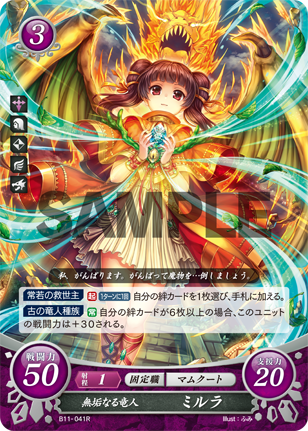 3
SAMPLE
私、がんばります。がんばって魔物を…倒しましょう。
常若の救世主 起 1ターンに1回 自分の絆カードを1枚選び、手札に加える。
古の竜人種族 常 自分の絆カードが6枚以上の場合、このユニット
の戦闘力は+30される。
戦闘力 50
射程 1 固定職 マムクート
支援力 20
無垢なる竜人 ミルラ
B11-041R
Illust:ふみ